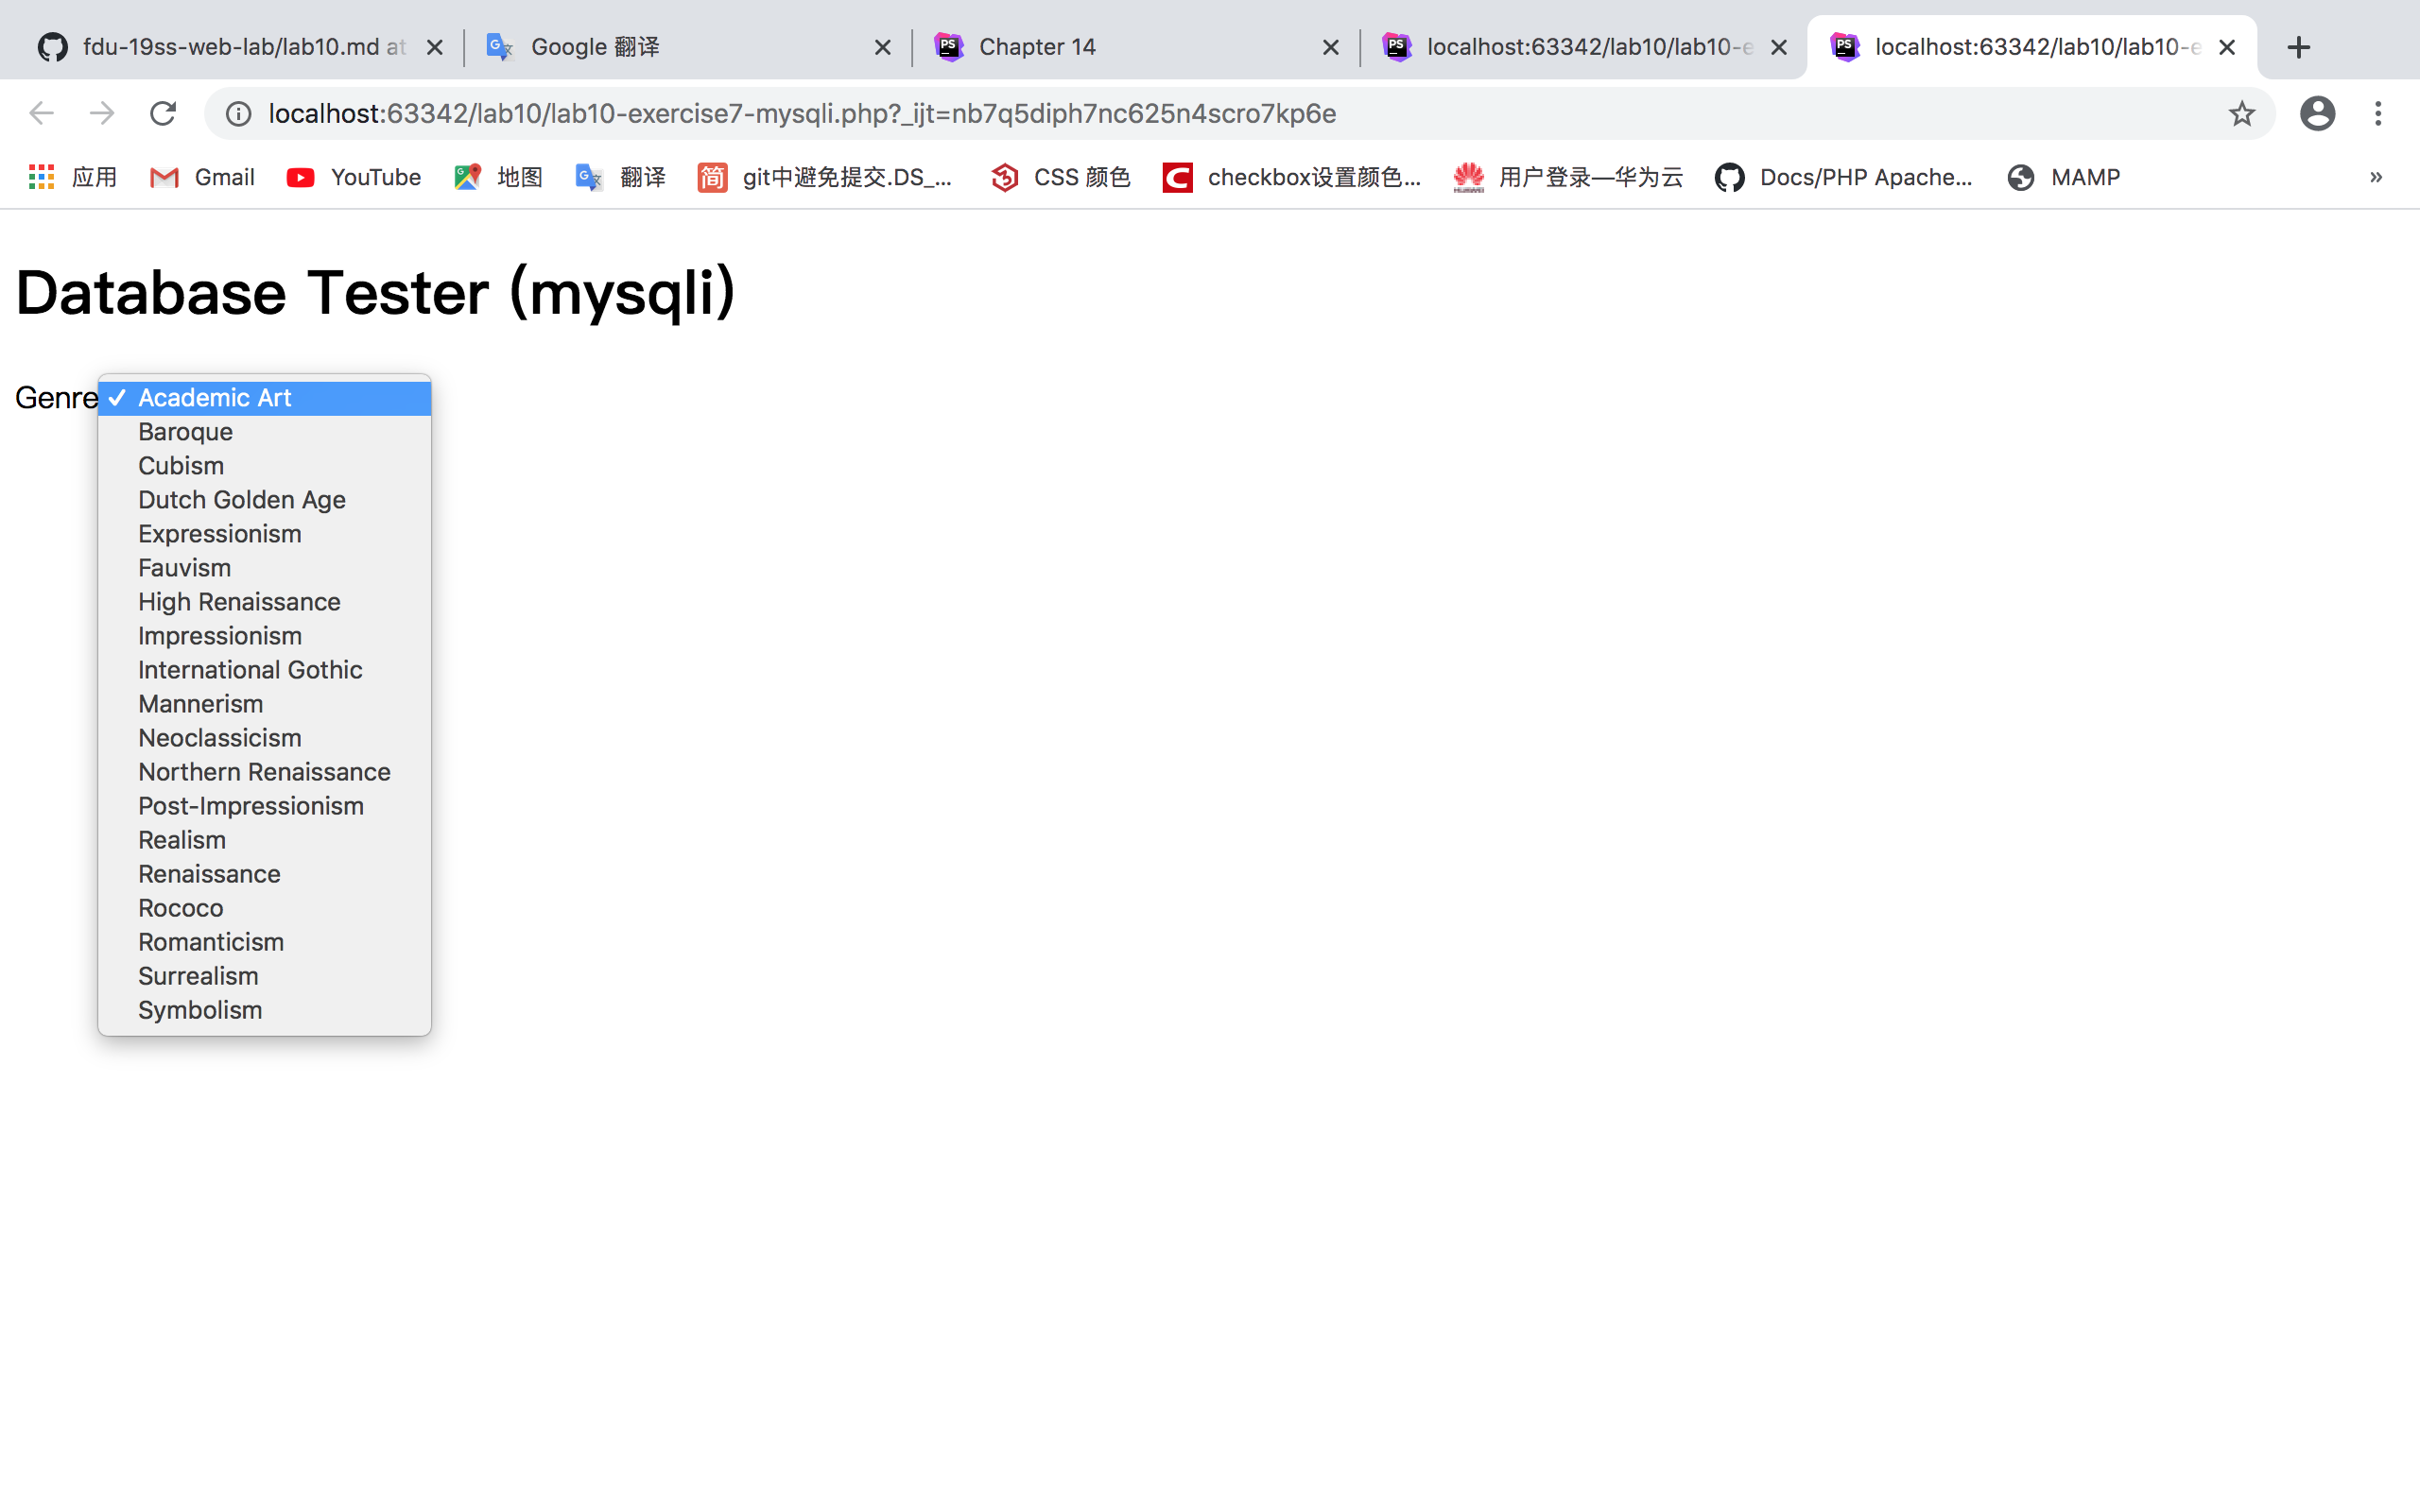 fdu-19ss-web-lab/lab10.md at
Google 翻译
Chapter 14
localhost:63342/lab10/lab10-e
localhost:63342/lab10/lab10-e
localhost:63342/lab10/lab10-exercise7-mysqli.php?_ijt=nb7q5diph7nc625n4scro7kp6e
应用 Gmail YouTube 地图 翻译 简 git中避免提交.DS_... CSS 颜色 checkbox设置颜色... 用户登录—华为云 Docs/PHP Apache... MAMP »
Database Tester (mysqli)
Genre ✓ Academic Art
Baroque
Cubism
Dutch Golden Age
Expressionism
Fauvism
High Renaissance
Impressionism
International Gothic
Mannerism
Neoclassicism
Northern Renaissance
Post-Impressionism
Realism
Renaissance
Rococo
Romanticism
Surrealism
Symbolism